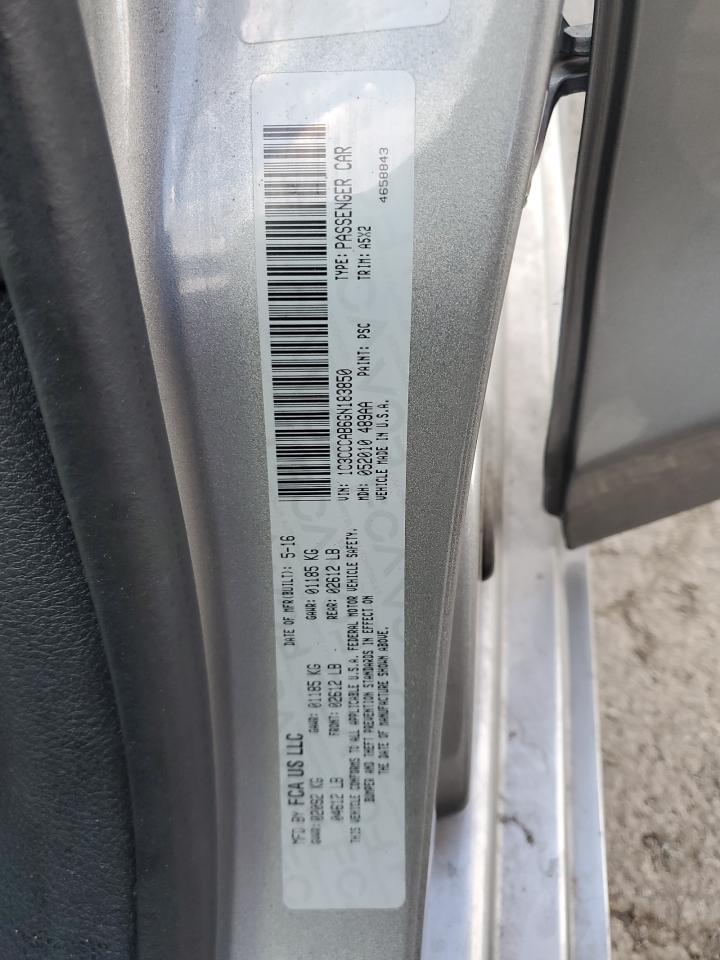 MFD BY FCA US LLC
DATE OF MFR(BUILT): 5-16
GVWR: 02092 KG
GAWR: 01185 KG
GAWR: 01185 KG
04612 LB
FRONT: 02612 LB
REAR: 02612 LB
THIS VEHICLE CONFORMS TO ALL APPLICABLE U.S.A. FEDERAL MOTOR VEHICLE SAFETY,
BUMPER AND THEFT PREVENTION STANDARDS IN EFFECT ON
THE DATE OF MANUFACTURE SHOWN ABOVE.
VIN: 1C3CCCAB6GN183850
TYPE: PASSENGER CAR
MDH: 052010 489AA
PAINT: PSC
TRIM: A5X2
VEHICLE MADE IN U.S.A.
4658843